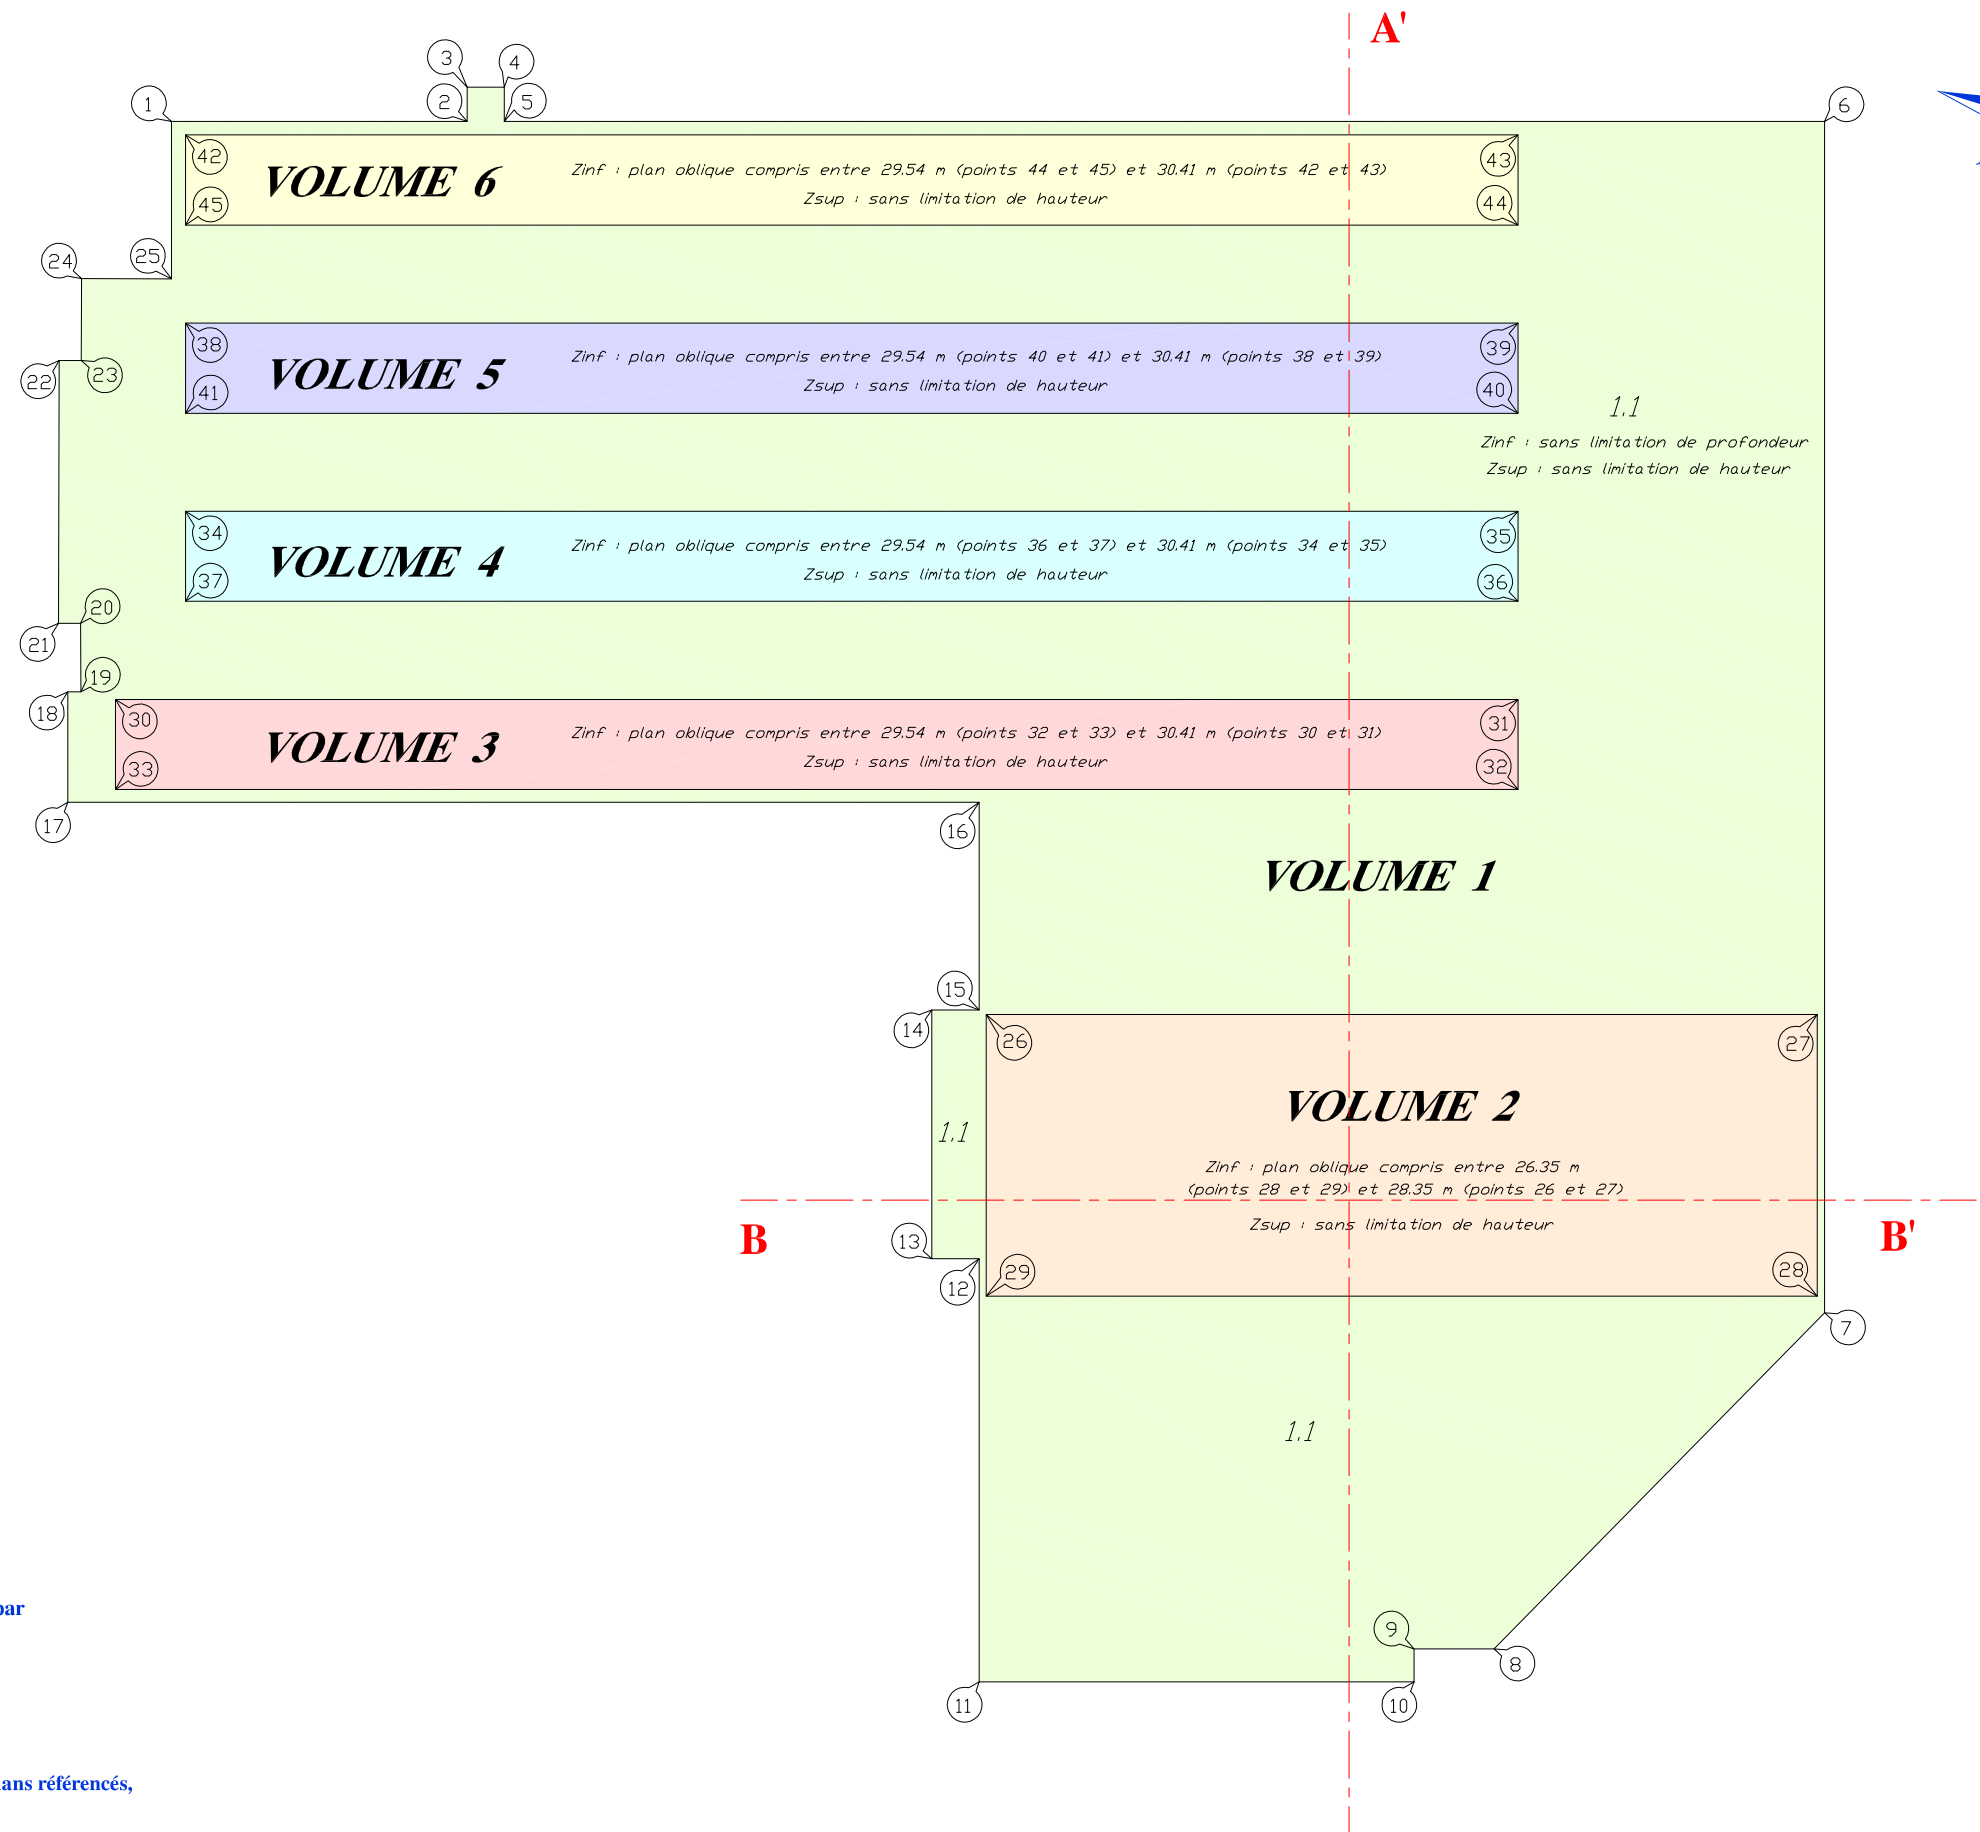 A'
3
4
1
2
5
6
42
VOLUME 6
Zinf : plan oblique compris entre 29.54 m (points 44 et 45) et 30.41 m (points 42 et 43)
43
45
Zsup : sans limitation de hauteur
44
24
25
38
VOLUME 5
Zinf : plan oblique compris entre 29.54 m (points 40 et 41) et 30.41 m (points 38 et 39)
39
22
23
41
Zsup : sans limitation de hauteur
40
1.1
Zinf : sans limitation de profondeur
Zsup : sans limitation de hauteur
34
VOLUME 4
Zinf : plan oblique compris entre 29.54 m (points 36 et 37) et 30.41 m (points 34 et 35)
35
37
Zsup : sans limitation de hauteur
36
20
21
19
18
30
VOLUME 3
Zinf : plan oblique compris entre 29.54 m (points 32 et 33) et 30.41 m (points 30 et 31)
31
33
Zsup : sans limitation de hauteur
32
17
16
VOLUME 1
15
14
26
27
VOLUME 2
1.1
Zinf : plan oblique compris entre 26.35 m
(points 28 et 29) et 28.35 m (points 26 et 27)
Zsup : sans limitation de hauteur
B
B'
13
12
29
28
7
1.1
par
9
8
11
10
ans référencés,